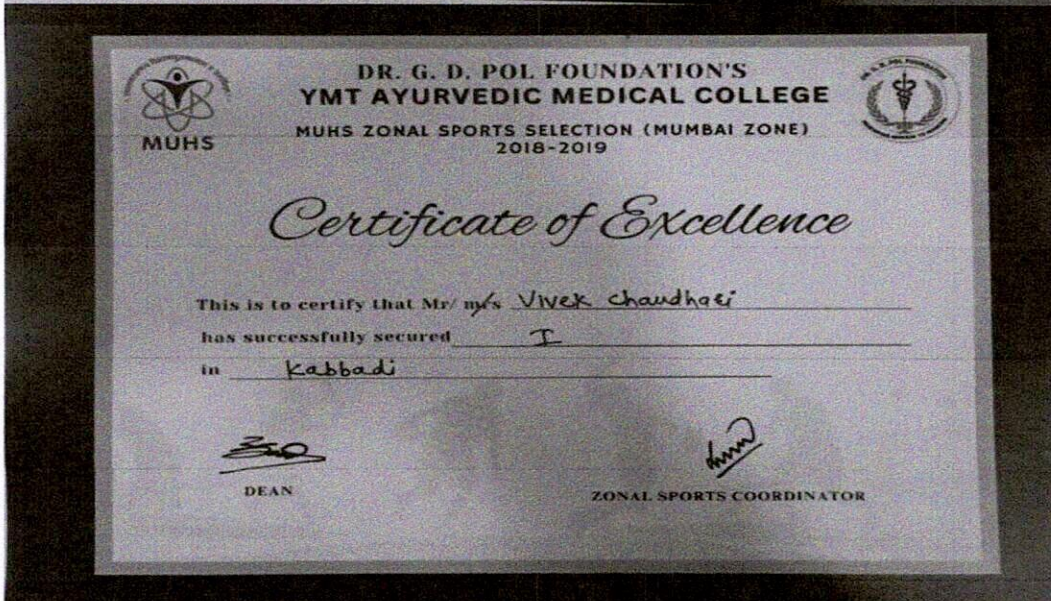 DR. G. D. POL FOUNDATION'S
YMT AYURVEDIC MEDICAL COLLEGE
MUHS ZONAL SPORTS SELECTION (MUMBAI ZONE)
2018-2019
MUHS
Certificate of Excellence
This is to certify that Mr/ m/s Vivek Chaudhari
has successfully secured I
in Kabbadi
DEAN
ZONAL SPORTS COORDINATOR